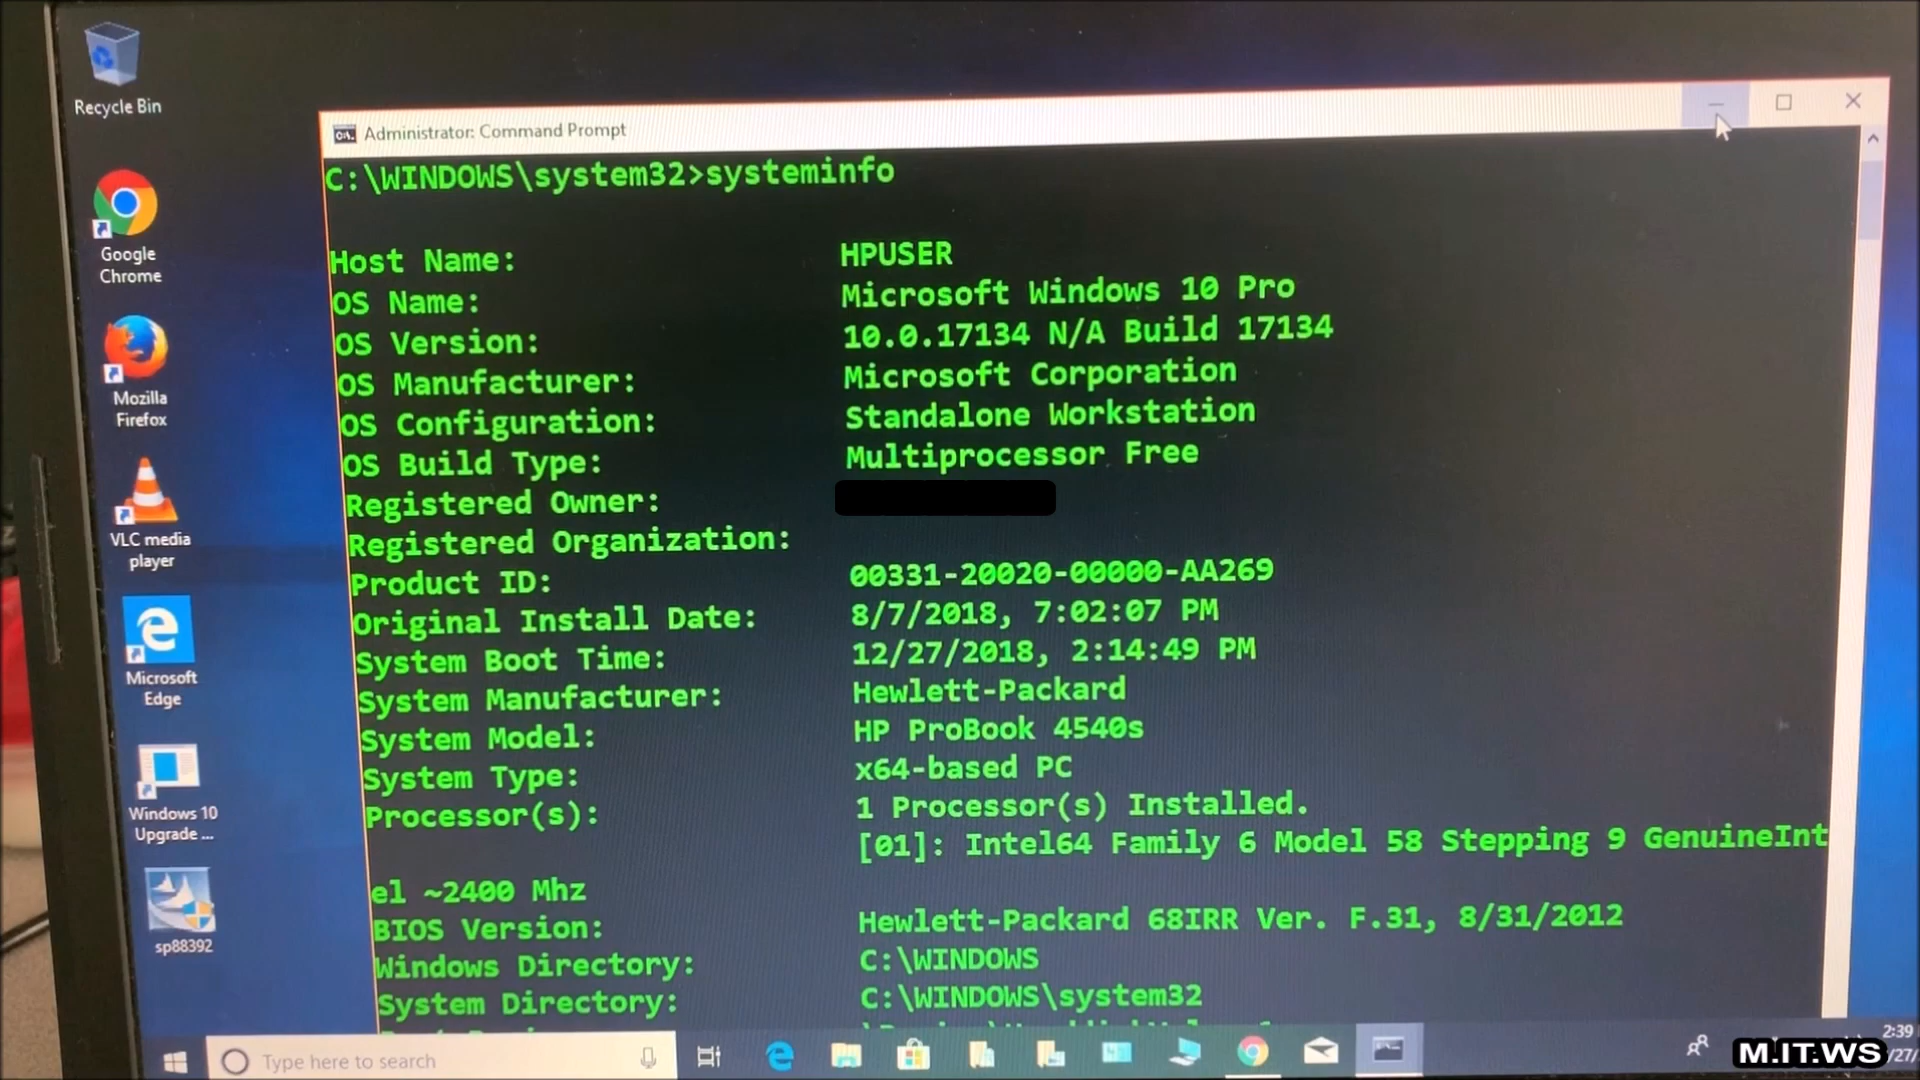 Recycle Bin
Google
Chrome
Mozilla
Firefox
VLC media
player
Microsoft
Edge
Windows 10
Upgrade ...
sp88392
Administrator: Command Prompt
C:\WINDOWS\system32>systeminfo
Host Name: HPUSER
OS Name: Microsoft Windows 10 Pro
OS Version: 10.0.17134 N/A Build 17134
OS Manufacturer: Microsoft Corporation
OS Configuration: Standalone Workstation
OS Build Type: Multiprocessor Free
Registered Owner:
Registered Organization:
Product ID: 00331-20020-00000-AA269
Original Install Date: 8/7/2018, 7:02:07 PM
System Boot Time: 12/27/2018, 2:14:49 PM
System Manufacturer: Hewlett-Packard
System Model: HP ProBook 4540s
System Type: x64-based PC
Processor(s): 1 Processor(s) Installed.
[01]: Intel64 Family 6 Model 58 Stepping 9 GenuineInt
el ~2400 Mhz
BIOS Version: Hewlett-Packard 68IRR Ver. F.31, 8/31/2012
Windows Directory: C:\WINDOWS
System Directory: C:\WINDOWS\system32
Type here to search
2:39
M.IT.WS
/27/